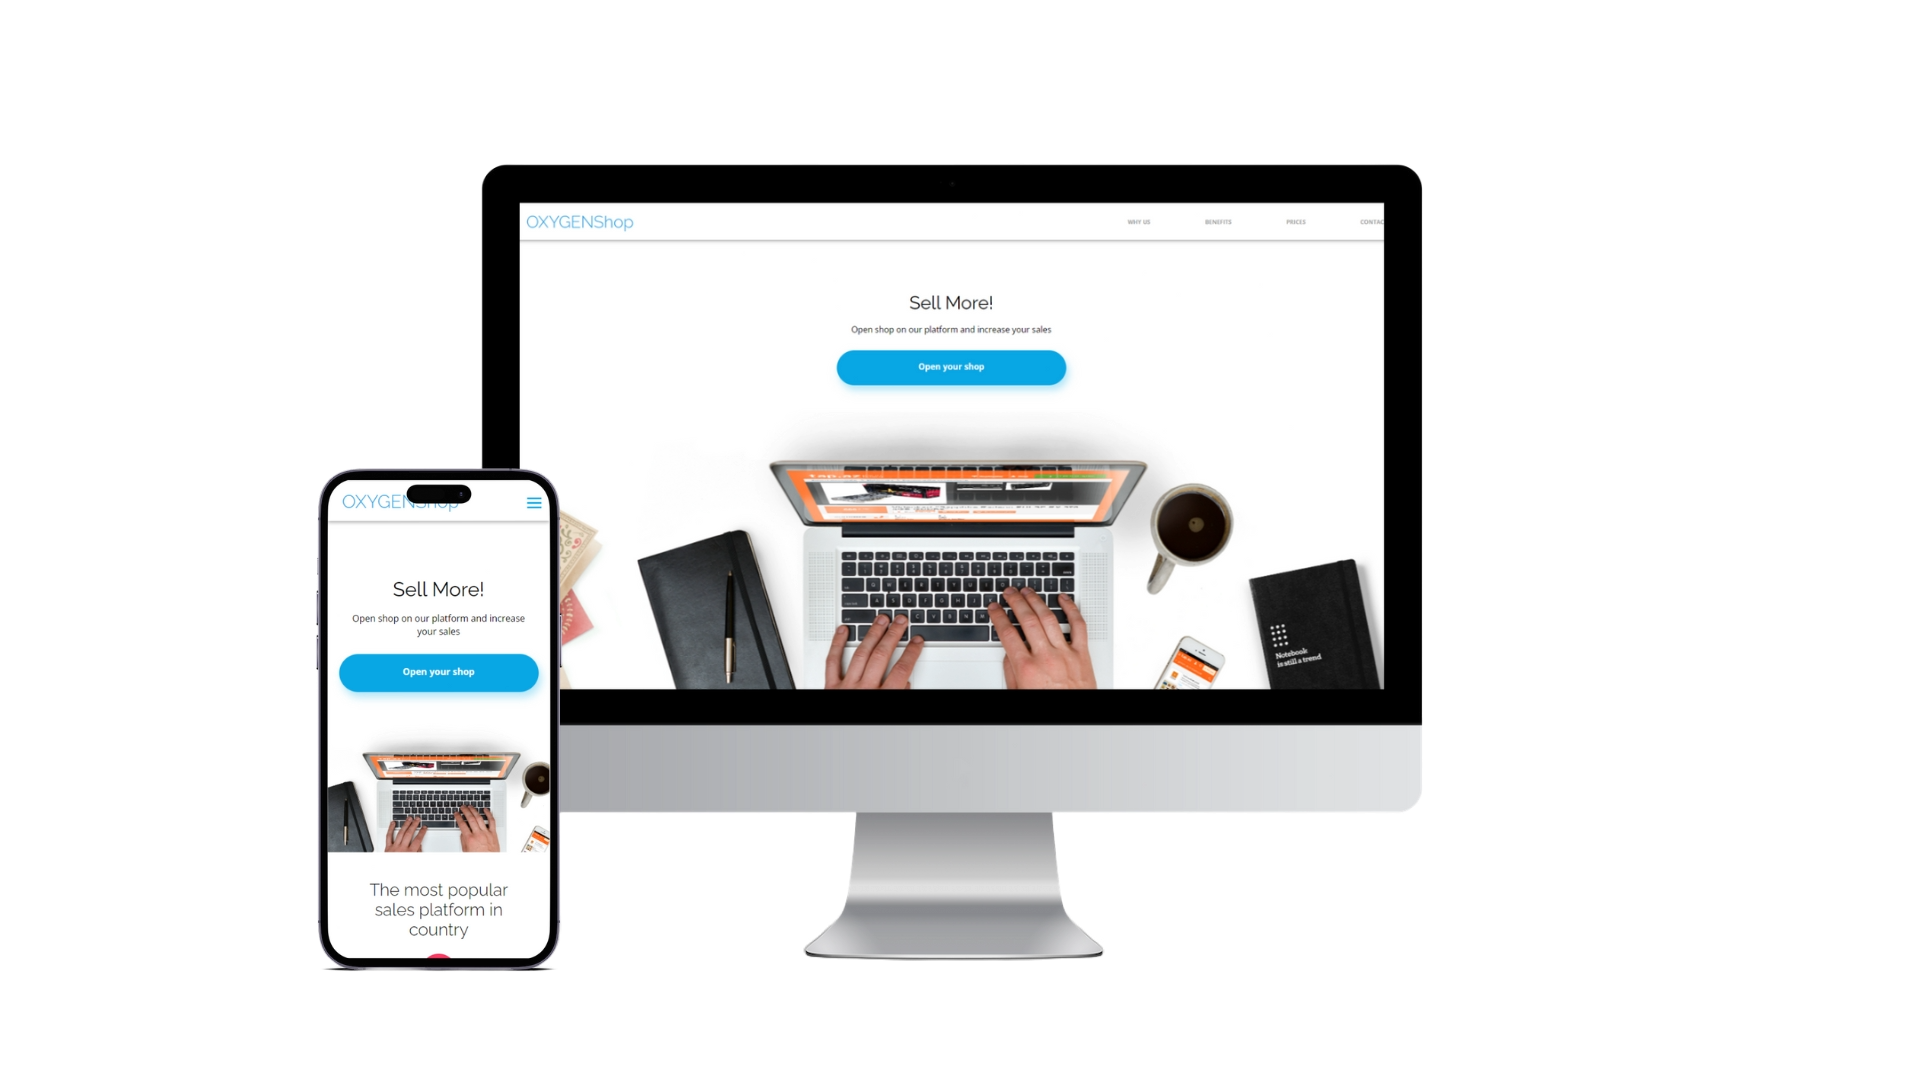 OXYGENShop
WHY US BENEFITS PRICES CONTAC
Sell More!
Open shop on our platform and increase your sales
Open your shop
Notebook
is still a trend
OXYGENShop
Sell More!
Open shop on our platform and increase
your sales
Open your shop
The most popular
sales platform in
country